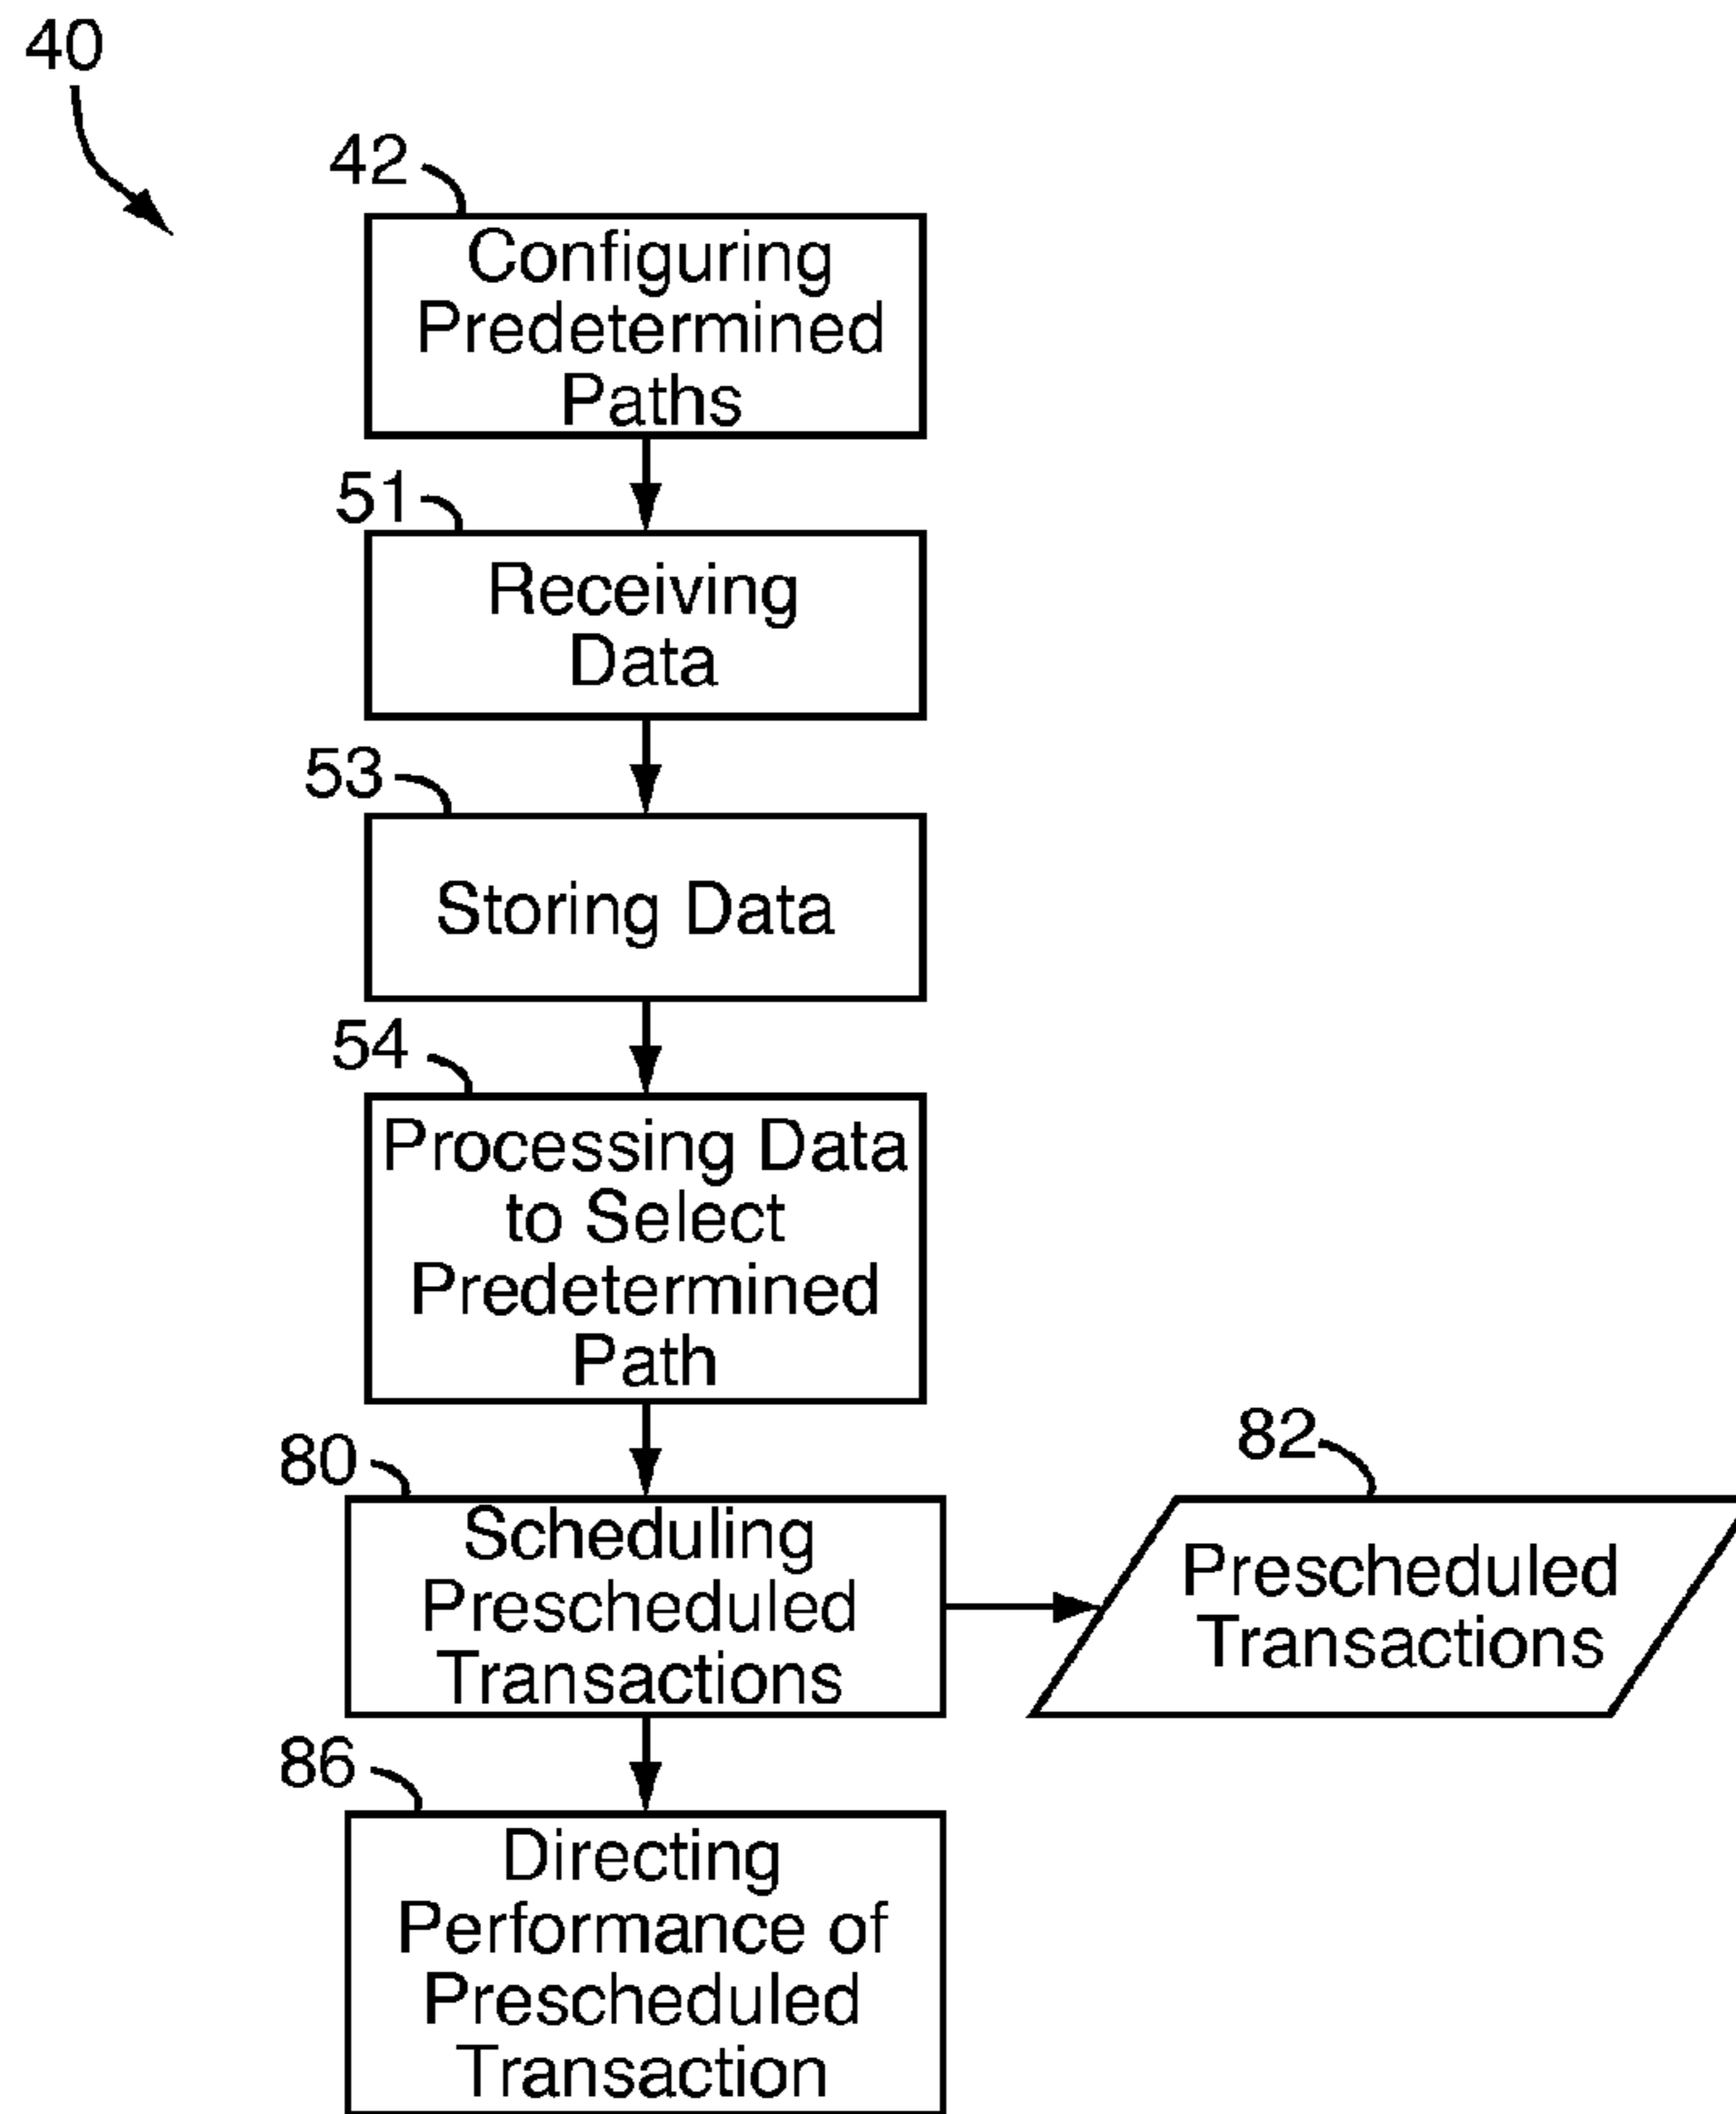 40
42
Configuring
Predetermined
Paths
51
Receiving
Data
53
Storing Data
54
Processing Data
to Select
Predetermined
Path
80
Scheduling
Prescheduled
Transactions
82
Prescheduled
Transactions
86
Directing
Performance of
Prescheduled
Transaction